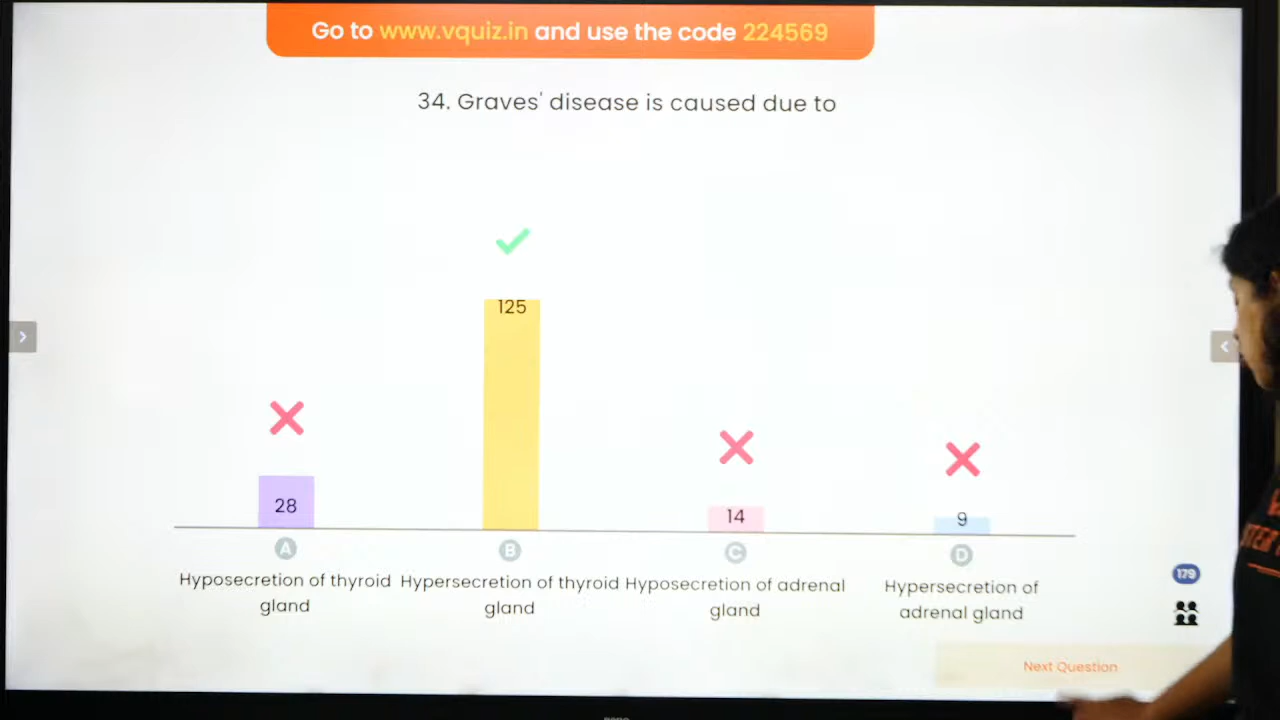 Go to www.vquiz.in and use the code 224569
34. Graves' disease is caused due to
125
28
14
9
A
B
C
D
Hyposecretion of thyroid
gland
Hypersecretion of thyroid
gland
Hyposecretion of adrenal
gland
Hypersecretion of
adrenal gland
179
Next Question